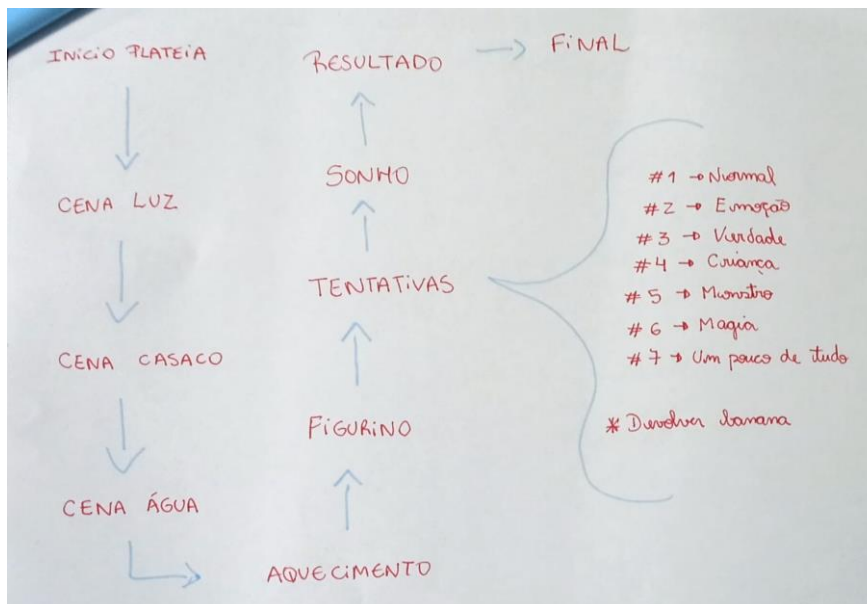 INÍCIO PLATEIA
CENA LUZ
CENA CASACO
CENA ÁGUA
AQUECIMENTO
FIGURINO
TENTATIVAS
#1 → Normal
#2 → Emoção
#3 → Verdade
#4 → Criança
#5 → Monstro
#6 → Magia
#7 → Um pouco de tudo
* Devolver banana
SONHO
RESULTADO → FINAL